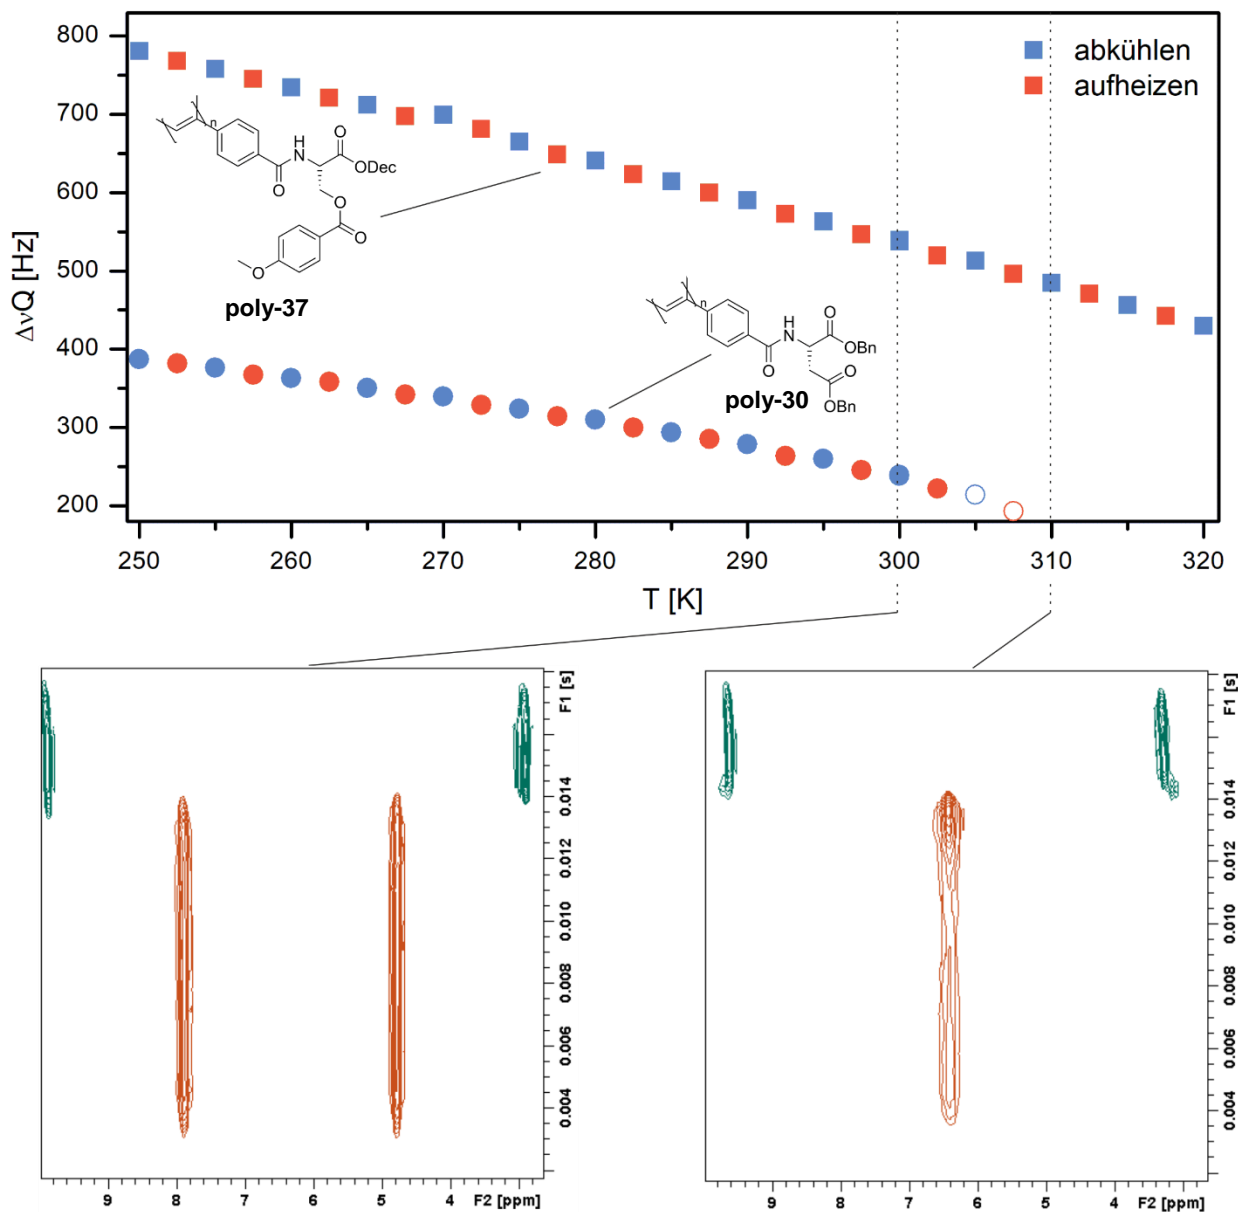 800
700
600
500
400
300
200
ΔνQ [Hz]
abkühlen
aufheizen
n
H
N
O
O
ODec
O
O
O
poly-37
n
H
N
O
O
OBn
O
OBn
poly-30
250
260
270
280
290
300
310
320
T [K]
F1 [s]
0.014
0.012
0.010
0.008
0.006
0.004
9
8
7
6
5
4
F2 [ppm]
F1 [s]
0.014
0.012
0.010
0.008
0.006
0.004
9
8
7
6
5
4
F2 [ppm]